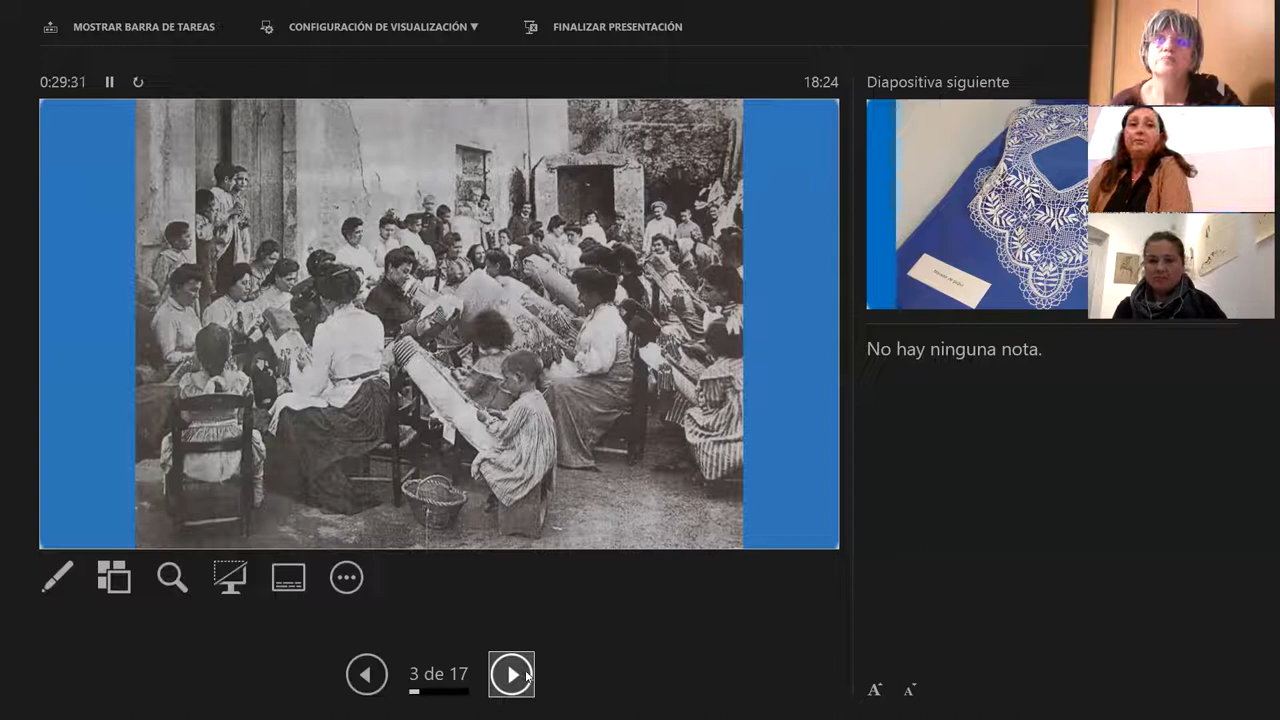 MOSTRAR BARRA DE TAREAS CONFIGURACIÓN DE VISUALIZACIÓN ▼ FINALIZAR PRESENTACIÓN
0:29:31 18:24 Diapositiva siguiente
No hay ninguna nota.
3 de 17
A A